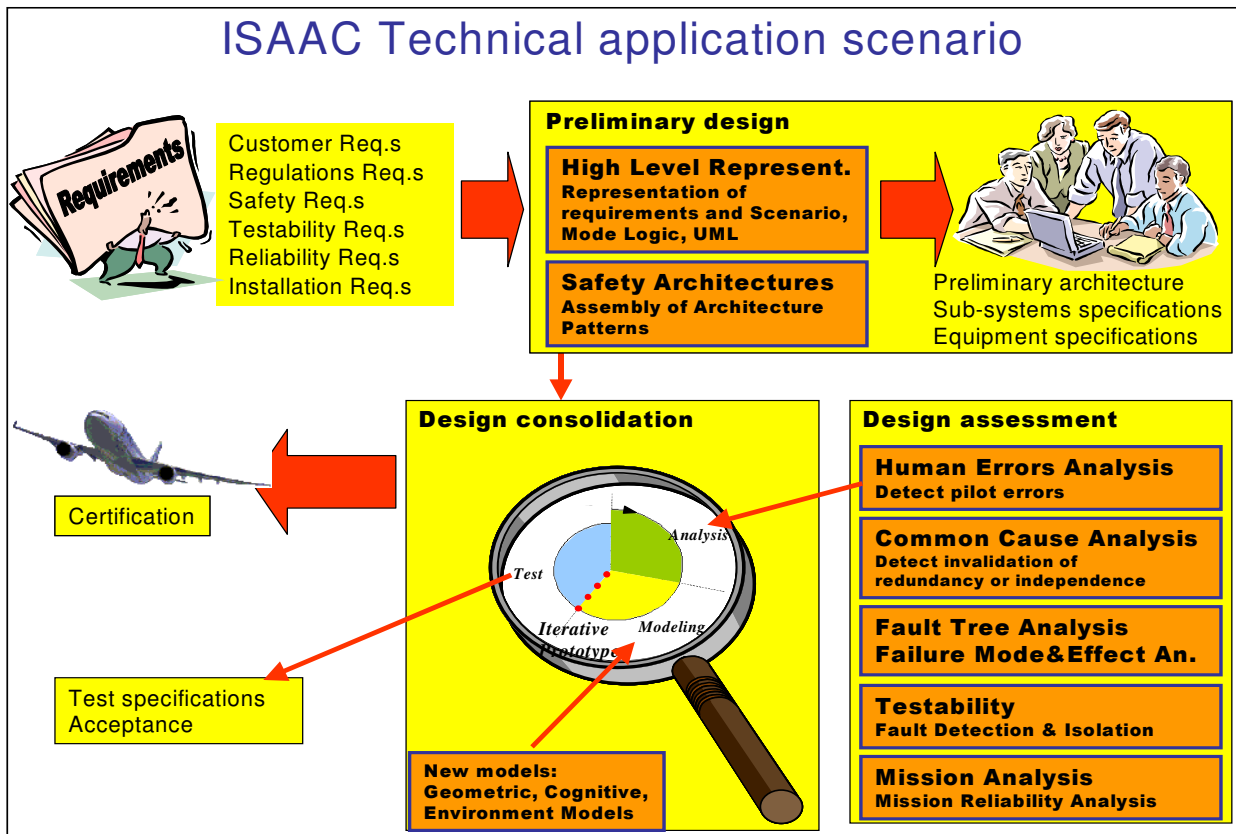 ISAAC Technical application scenario
Requirements
Customer Req.s
Regulations Req.s
Safety Req.s
Testability Req.s
Reliability Req.s
Installation Req.s
Preliminary design
High Level Represent.
Representation of
requirements and Scenario,
Mode Logic, UML
Safety Architectures
Assembly of Architecture
Patterns
Preliminary architecture
Sub-systems specifications
Equipment specifications
Certification
Design consolidation
Analysis
Test
Iterative
Prototype
Modeling
Test specifications
Acceptance
New models:
Geometric, Cognitive,
Environment Models
Design assessment
Human Errors Analysis
Detect pilot errors
Common Cause Analysis
Detect invalidation of
redundancy or independence
Fault Tree Analysis
Failure Mode&Effect An.
Testability
Fault Detection & Isolation
Mission Analysis
Mission Reliability Analysis